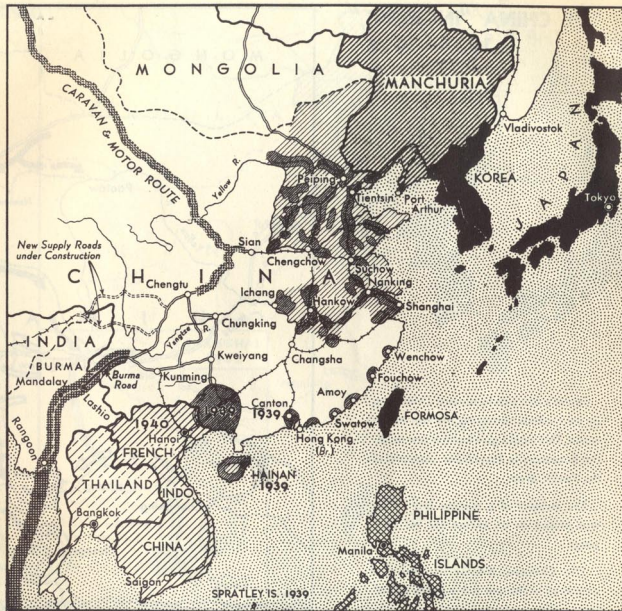 MONGOLIA
MANCHURIA
CARAVAN & MOTOR ROUTE
Vladivostok
Yellow R.
Peiping
Tientsin
Port Arthur
KOREA
JAPAN
Tokyo
Sian
Chengchow
Suchow
Nanking
New Supply Roads
under Construction
CHINA
Chengtu
Ichang
Hankow
Shanghai
INDIA
Yangtze R.
Chungking
BURMA
Burma
Road
Kweiyang
Changsha
Wenchow
Mandalay
Lashio
Kunming
Fouchow
Amoy
Canton
1939
1939
Swatow
FORMOSA
Rangoon
1940
Hanoi
FRENCH
Hong Kong
(Br.)
HAINAN
1939
THAILAND
INDO
Bangkok
CHINA
PHILIPPINE
Manila
ISLANDS
Saigon
SPRATLEY IS. 1939